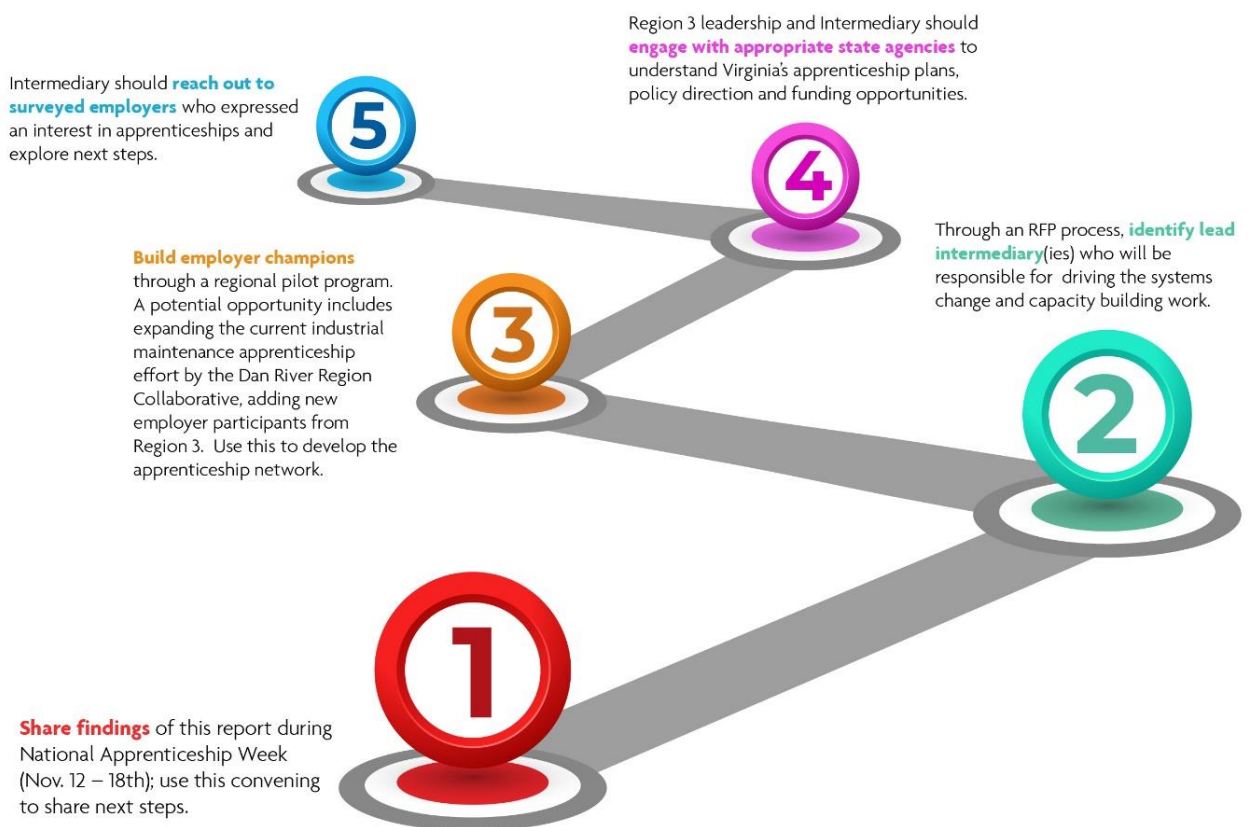 1
Share findings of this report during
National Apprenticeship Week
(Nov. 12 – 18th); use this convening
to share next steps.
2
Through an RFP process, identify lead
intermediary(ies) who will be
responsible for driving the systems
change and capacity building work.
3
Build employer champions
through a regional pilot program.
A potential opportunity includes
expanding the current industrial
maintenance apprenticeship
effort by the Dan River Region
Collaborative, adding new
employer participants from
Region 3. Use this to develop the
apprenticeship network.
4
Region 3 leadership and Intermediary should
engage with appropriate state agencies to
understand Virginia’s apprenticeship plans,
policy direction and funding opportunities.
5
Intermediary should reach out to
surveyed employers who expressed
an interest in apprenticeships and
explore next steps.